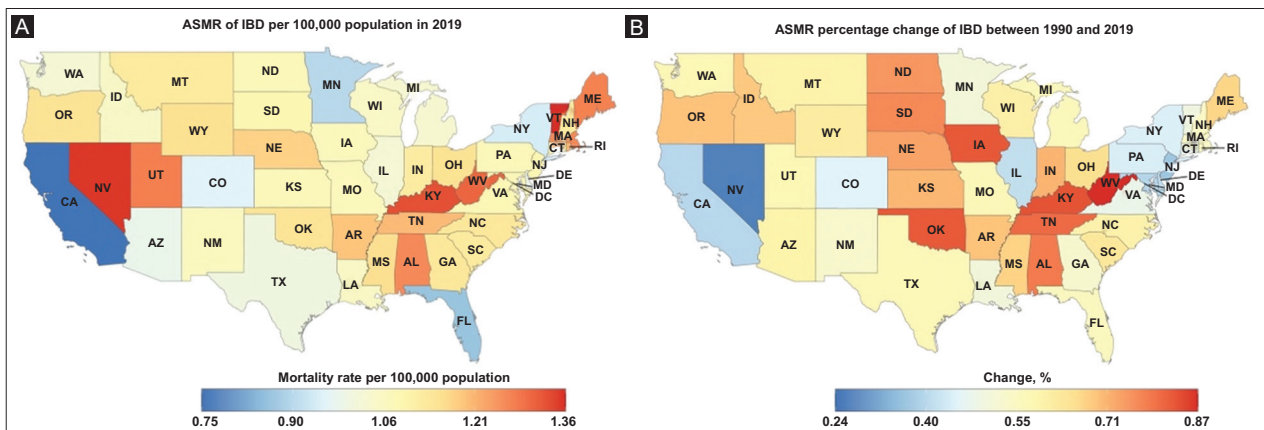 A
ASMR of IBD per 100,000 population in 2019
WA
MT
ND
MN
MI
ME
OR
ID
SD
WI
VT
NH
NY
MA
WY
IA
CT
RI
NE
PA
NJ
NV
UT
CO
IL
IN
OH
DE
CA
KS
MO
WV
MD
KY
VA
DC
AZ
NM
OK
AR
TN
NC
SC
TX
MS
AL
GA
LA
FL
Mortality rate per 100,000 population
0.75 0.90 1.06 1.21 1.36
B
ASMR percentage change of IBD between 1990 and 2019
WA
MT
ND
MN
MI
ME
OR
ID
SD
WI
VT
NH
NY
MA
WY
IA
CT
RI
NE
PA
NJ
NV
UT
CO
IL
IN
OH
DE
CA
KS
MO
WV
MD
KY
VA
DC
AZ
NM
OK
AR
TN
NC
SC
TX
MS
AL
GA
LA
FL
Change, %
0.24 0.40 0.55 0.71 0.87